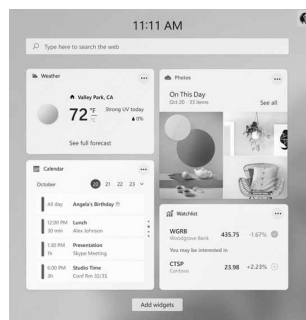 11:11 AM
Type here to search the web
Weather
Valley Park, CA
72 °F
°C
Strong UV today
0%
See full forecast
Photos
On This Day
Oct 20 · 33 items
See all
Calendar
October 20 21 22 23
All day Angela's Birthday
12:00 PM Lunch
30 min Alex Johnson
1:30 PM Presentation
1h Skype Meeting
6:00 PM Studio Time
3h Conf Rm 32/35
Watchlist
WGRB 435.75 -1.67%
Woodgrove Bank
You may be interested in
CTSP 23.98 +2.23%
Contoso
Add widgets